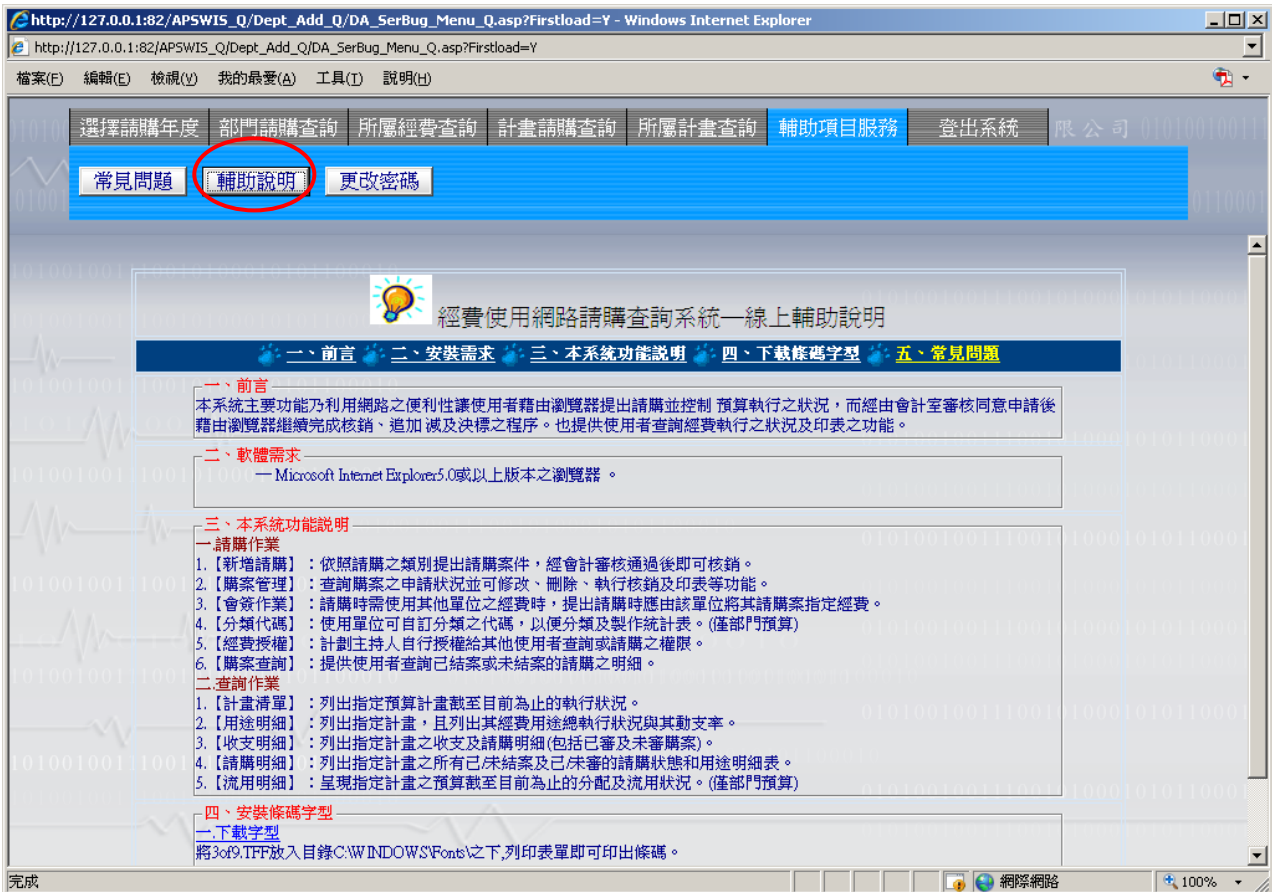 http://127.0.0.1:82/APSWIS_Q/Dept_Add_Q/DA_SerBug_Menu_Q.asp?Firstload=Y - Windows Internet Explorer
http://127.0.0.1:82/APSWIS_Q/Dept_Add_Q/DA_SerBug_Menu_Q.asp?Firstload=Y
檔案(F) 編輯(E) 檢視(V) 我的最愛(A) 工具(T) 說明(H)
選擇請購年度 部門請購查詢 所屬經費查詢 計畫請購查詢 所屬計畫查詢 輔助項目服務 登出系統 限公司
常見問題 輔助說明 更改密碼
經費使用網路請購查詢系統—線上輔助說明
一、前言 二、安裝需求 三、本系統功能說明 四、下載條碼字型 五、常見問題
一、前言
本系統主要功能乃利用網路之便利性讓使用者藉由瀏覽器提出請購並控制 預算執行之狀況，而經由會計室審核同意申請後
藉由瀏覽器繼續完成核銷、追加 減及決標之程序。也提供使用者查詢經費執行之狀況及印表之功能。
二、軟體需求
— Microsoft Internet Explorer5.0或以上版本之瀏覽器 。
三、本系統功能說明
一.請購作業
1.【新增請購】：依照請購之類別提出請購案件，經會計審核通過後即可核銷。
2.【購案管理】：查詢購案之申請狀況並可修改、刪除、執行核銷及印表等功能。
3.【會簽作業】：請購時需使用其他單位之經費時，提出請購時應由該單位將其請購案指定經費。
4.【分類代碼】：使用單位可自訂分類之代碼，以便分類及製作統計表。(僅部門預算)
5.【經費授權】：計劃主持人自行授權給其他使用者查詢或請購之權限。
6.【購案查詢】：提供使用者查詢已結案或未結案的請購之明細。
二.查詢作業
1.【計畫清單】：列出指定預算計畫截至目前為止的執行狀況。
2.【用途明細】：列出指定計畫，且列出其經費用途總執行狀況與其動支率。
3.【收支明細】：列出指定計畫之收支及請購明細(包括已審及未審購案)。
4.【請購明細】：列出指定計畫之所有已/未結案及已/未審的請購狀態和用途明細表。
5.【流用明細】：呈現指定計畫之預算截至目前為止的分配及流用狀況。(僅部門預算)
四、安裝條碼字型
一.下載字型
將3of9.TFF放入目錄C:\WINDOWS\Fonts\之下,列印表單即可印出條碼。
完成 網際網路 100%